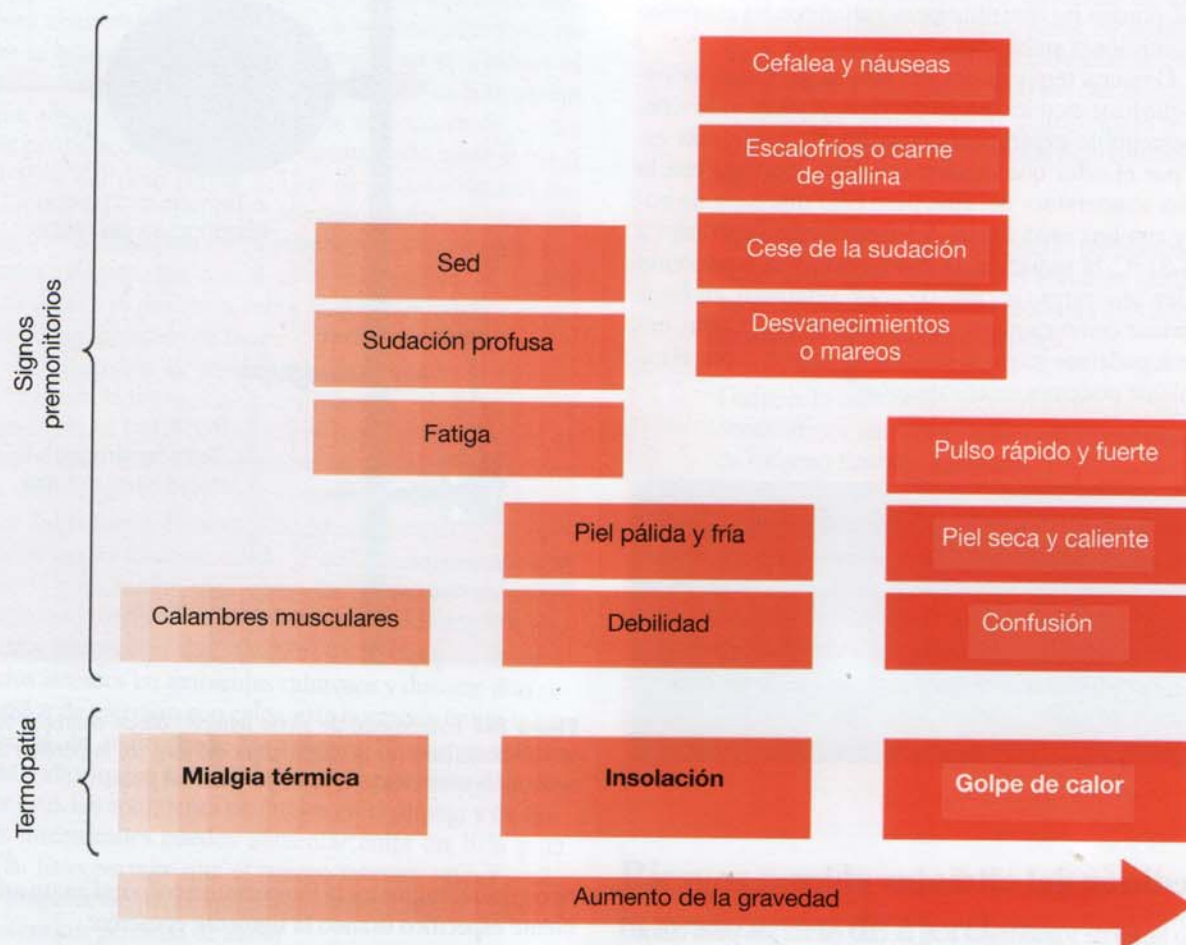 Signos
premonitorios
Cefalea y náuseas
Escalofríos o carne
de gallina
Sed
Cese de la sudación
Sudación profusa
Desvanecimientos
o mareos
Fatiga
Pulso rápido y fuerte
Piel pálida y fría
Piel seca y caliente
Calambres musculares
Debilidad
Confusión
Termopatía
Mialgia térmica
Insolación
Golpe de calor
Aumento de la gravedad